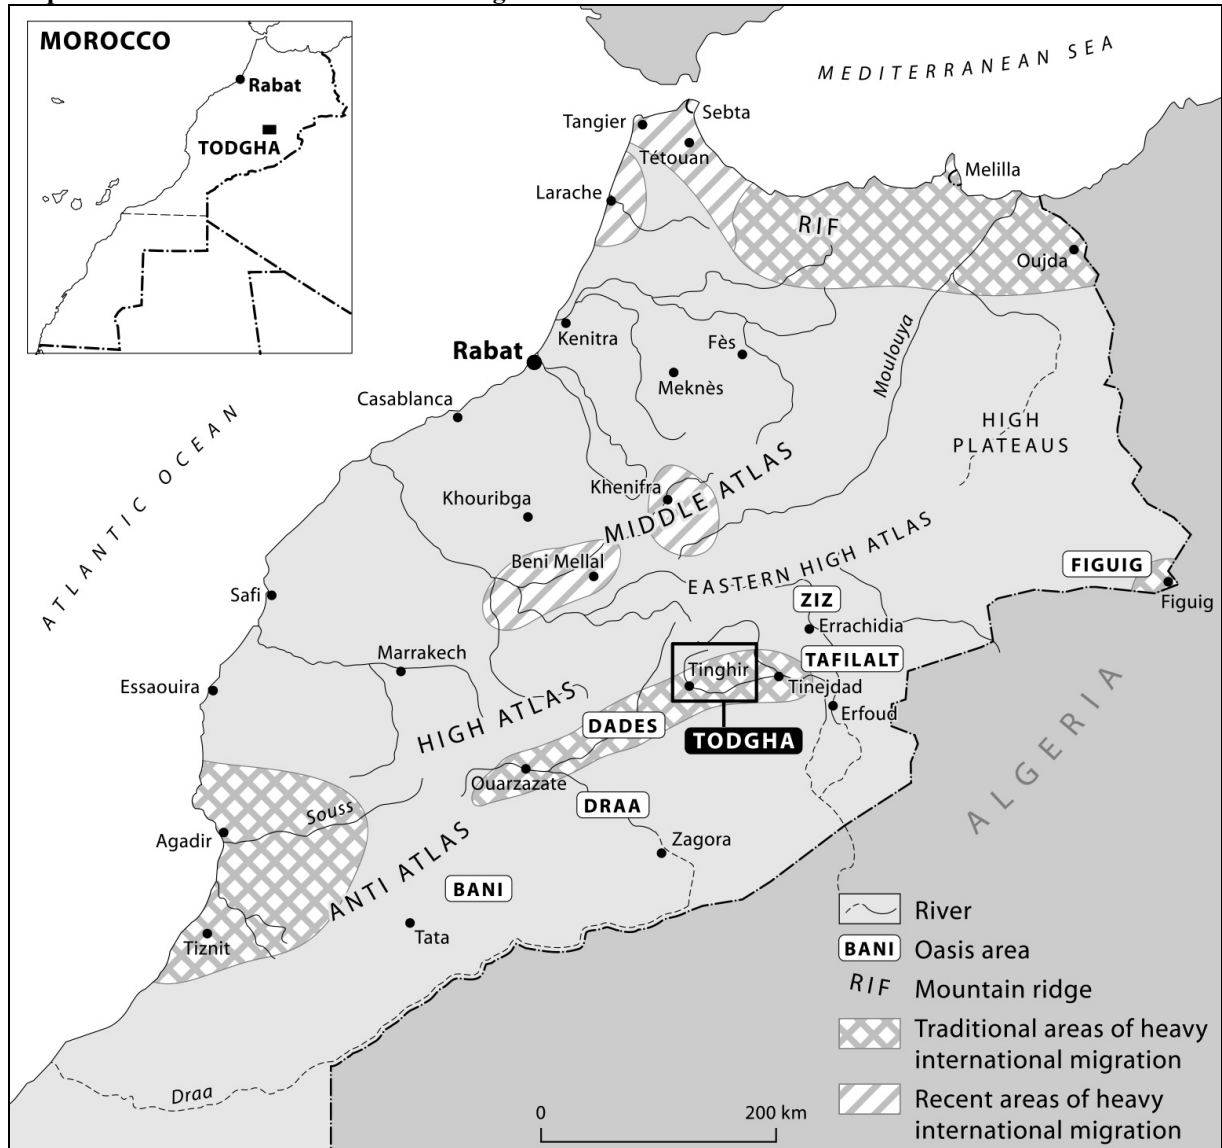 MOROCCO
Rabat
TODGHA
MEDITERRANEAN SEA
Tangier
Sebta
Tétouan
Melilla
Larache
RIF
Oujda
Kenitra
Fès
Rabat
Meknès
Moulouya
Casablanca
HIGH
PLATEAUS
ATLANTIC OCEAN
Khenifra
Khouribga
MIDDLE ATLAS
Beni Mellal
EASTERN HIGH ATLAS
FIGUIG
Figuig
Safi
ZIZ
Errachidia
Marrakech
TAFILALT
Tinghir
Essaouira
Tinejdad
Erfoud
HIGH ATLAS
DADES
TODGHA
Ouarzazate
DRAA
Souss
ALGERIA
Agadir
Zagora
ANTI ATLAS
BANI
Tata
Tiznit
Draa
River
BANI
Oasis area
RIF
Mountain ridge
Traditional areas of heavy
international migration
Recent areas of heavy
international migration
0
200 km